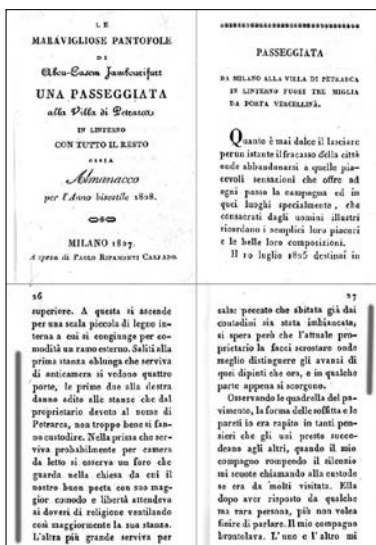 LE
MARAVIGLIOSE PANTOFOLE
DI
Abou-Casem Jamboucifurt
UNA PASSEGGIATA
alla Villa di Petrarca
IN LINTERNO
CON TUTTO IL RESTO
OSSIA
Almanacco
per l'Anno bisestile 1828.
MILANO 1827.
A spesa di PAOLO RIPAMONTI CARPANO.
PASSEGGIATA
DA MILANO ALLA VILLA DI PETRARCA
IN LINTERNO FUORI TRE MIGLIA
DA PORTA VERCELLINA.
Quanto è mai dolce il lasciare
per un istante il fracasso della città
onde abbandonarsi a quelle pia-
cevoli sensazioni che offre ad
ogni passo la campagna ed in
quei luoghi specialmente, che
consacrati dagli uomini illustri
ricordano i semplici loro piaceri
e le belle loro composizioni.
Il 10 luglio 1825 destinai in
26
superiore. A questa si ascende
per una scala piccola di legno in-
terna a cui si congiunge per co-
modità un ramo esterno. Saliti alla
prima stanza oblunga che serviva
di anticamera si vedono quattro
porte, le prime due alla destra
danno adito alle stanze che dal
proprietario devoto al nome di
Petrarca, non troppo bene si fan-
no custodire. Nella prima che ser-
viva probabilmente per camera
da letto si osserva un foro che
guarda nella chiesa da cui il
nostro buon poeta con suo mag-
gior comodo e libertà attendeva
ai doveri di religione ventilando
così maggiormente la sua stanza.
L'altra più grande serviva per
27
sala: peccato che abitata già dai
contadini sia stata imbiancata,
si spera però che l'attuale pro-
prietario la facci scrostare onde
meglio distinguere gli avanzi di
quei dipinti che ora, e in qualche
parte appena si scorgono.
Osservando le quadrella del pa-
vimento, la forma delle soffitta e le
pareti io era rapito in tanti pen-
sieri che gli uni presto succe-
deano agli altri, quando il mio
compagno rompendo il silenzio
mi scuote chiamando alla custode
se era da molti visitata. Ella
dopo aver risposto da qualche
ma rara persona, più non volea
finire di parlare. Il mio compagno
brontolava. L'uno e l'altro mi